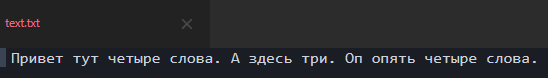 text.txt
Привет тут четыре слова. А здесь три. Оп опять четыре слова.